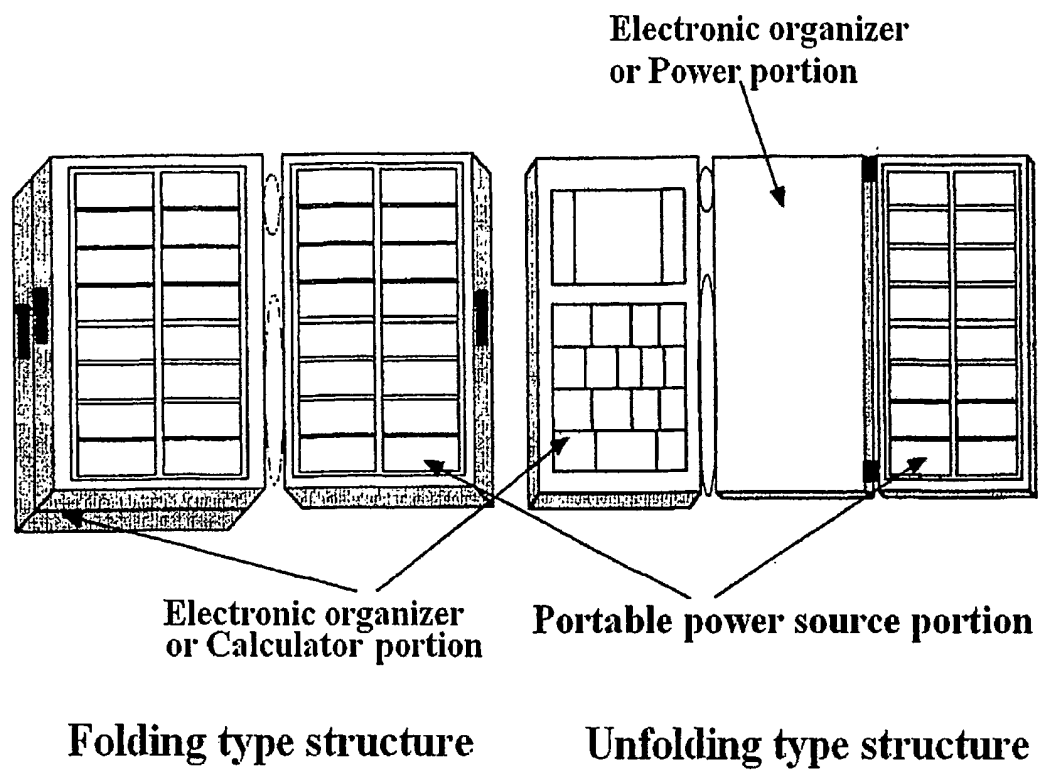 Electronic organizer
or Power portion
Electronic organizer
or Calculator portion
Portable power source portion
Folding type structure
Unfolding type structure